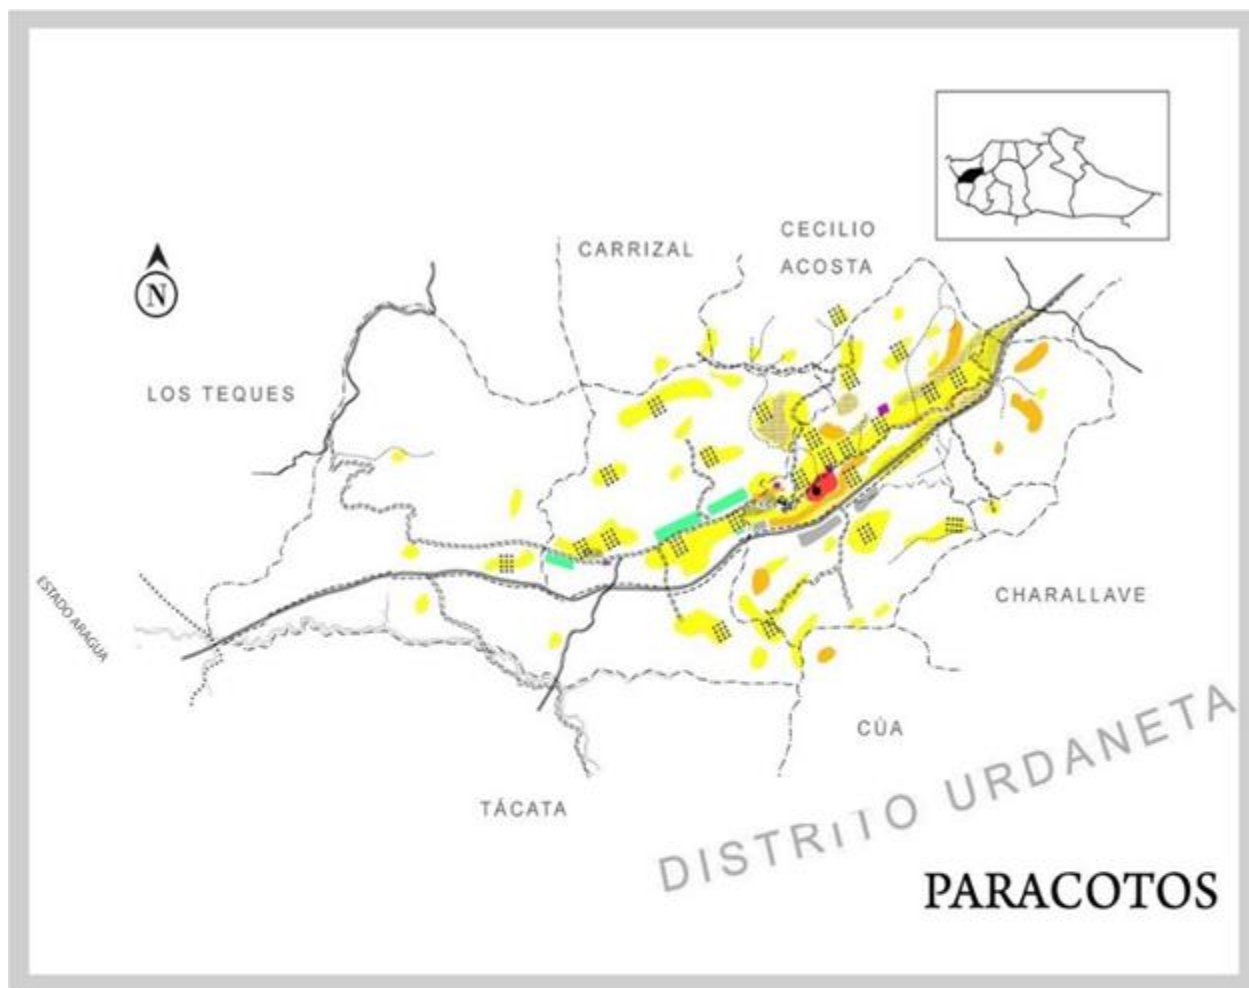 CECILIO
ACOSTA
CARRIZAL
N
LOS TEQUES
ESTADO ARAGUA
CHARALLAVE
CÚA
TÁCATA
DISTRITO URDANETA
PARACOTOS